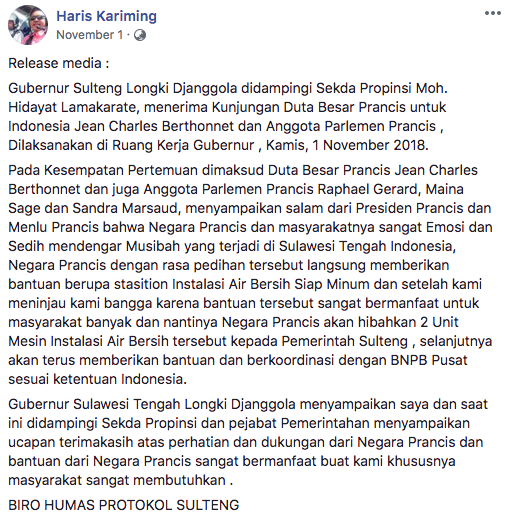 Haris Kariming
November 1 ·
Release media :
Gubernur Sulteng Longki Djanggola didampingi Sekda Propinsi Moh.
Hidayat Lamakarate, menerima Kunjungan Duta Besar Prancis untuk
Indonesia Jean Charles Berthonnet dan Anggota Parlemen Prancis ,
Dilaksanakan di Ruang Kerja Gubernur , Kamis, 1 November 2018.
Pada Kesempatan Pertemuan dimaksud Duta Besar Prancis Jean Charles
Berthonnet dan juga Anggota Parlemen Prancis Raphael Gerard, Maina
Sage dan Sandra Marsaud, menyampaikan salam dari Presiden Prancis dan
Menlu Prancis bahwa Negara Prancis dan masyarakatnya sangat Emosi dan
Sedih mendengar Musibah yang terjadi di Sulawesi Tengah Indonesia,
Negara Prancis dengan rasa pedihan tersebut langsung memberikan
bantuan berupa stasition Instalasi Air Bersih Siap Minum dan setelah kami
meninjau kami bangga karena bantuan tersebut sangat bermanfaat untuk
masyarakat banyak dan nantinya Negara Prancis akan hibahkan 2 Unit
Mesin Instalasi Air Bersih tersebut kepada Pemerintah Sulteng , selanjutnya
akan terus memberikan bantuan dan berkoordinasi dengan BNPB Pusat
sesuai ketentuan Indonesia.
Gubernur Sulawesi Tengah Longki Djanggola menyampaikan saya dan saat
ini didampingi Sekda Propinsi dan pejabat Pemerintahan menyampaikan
ucapan terimakasih atas perhatian dan dukungan dari Negara Prancis dan
bantuan dari Negara Prancis sangat bermanfaat buat kami khususnya
masyarakat sangat membutuhkan .
BIRO HUMAS PROTOKOL SULTENG